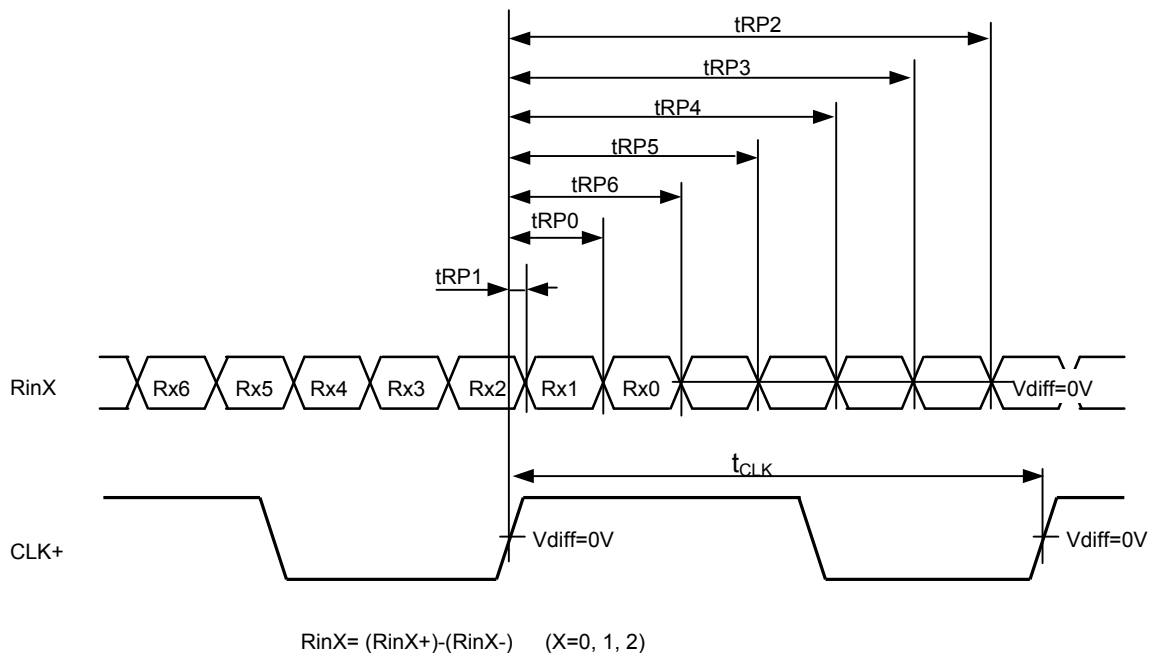 tRP2
tRP3
tRP4
tRP5
tRP6
tRP0
tRP1
RinX Rx6 Rx5 Rx4 Rx3 Rx2 Rx1 Rx0 Vdiff=0V
tCLK
CLK+ Vdiff=0V Vdiff=0V
RinX= (RinX+)-(RinX-) (X=0, 1, 2)